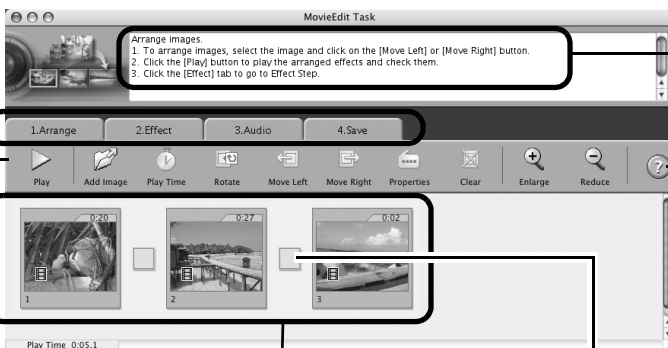 MovieEdit Task
Arrange images.
1. To arrange images, select the image and click on the [Move Left] or [Move Right] button.
2. Click the [Play] button to play the arranged effects and check them.
3. Click the [Effect] tab to go to Effect Step.
1.Arrange 2.Effect 3.Audio 4.Save
Play Add Image Play Time Rotate Move Left Move Right Properties Clear Enlarge Reduce ?
0:20 0:27 0:02
1 2 3
Play Time 0:05.1